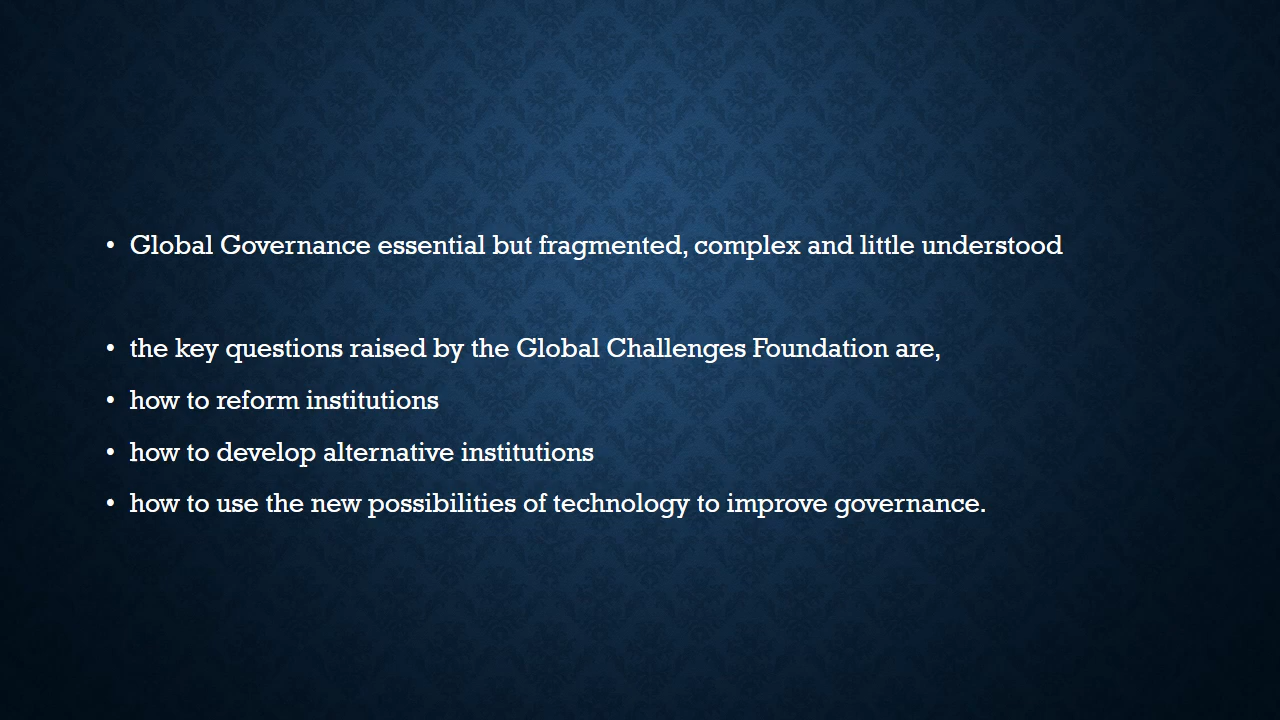 • Global Governance essential but fragmented, complex and little understood
• the key questions raised by the Global Challenges Foundation are,
• how to reform institutions
• how to develop alternative institutions
• how to use the new possibilities of technology to improve governance.